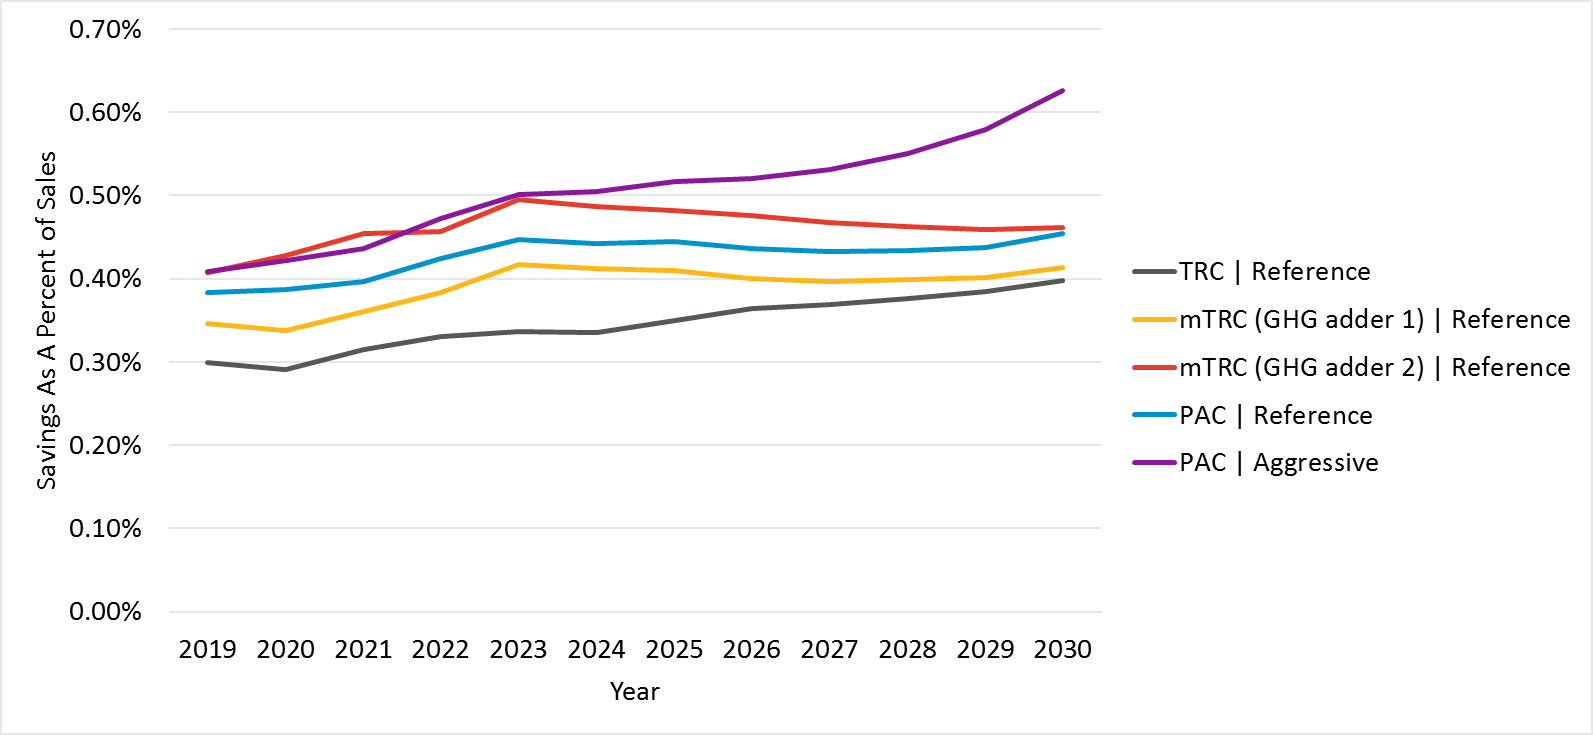 0.70%
0.60%
0.50%
0.40%
0.30%
0.20%
0.10%
0.00%
Savings As A Percent of Sales
2019 2020 2021 2022 2023 2024 2025 2026 2027 2028 2029 2030
Year
TRC | Reference
mTRC (GHG adder 1) | Reference
mTRC (GHG adder 2) | Reference
PAC | Reference
PAC | Aggressive